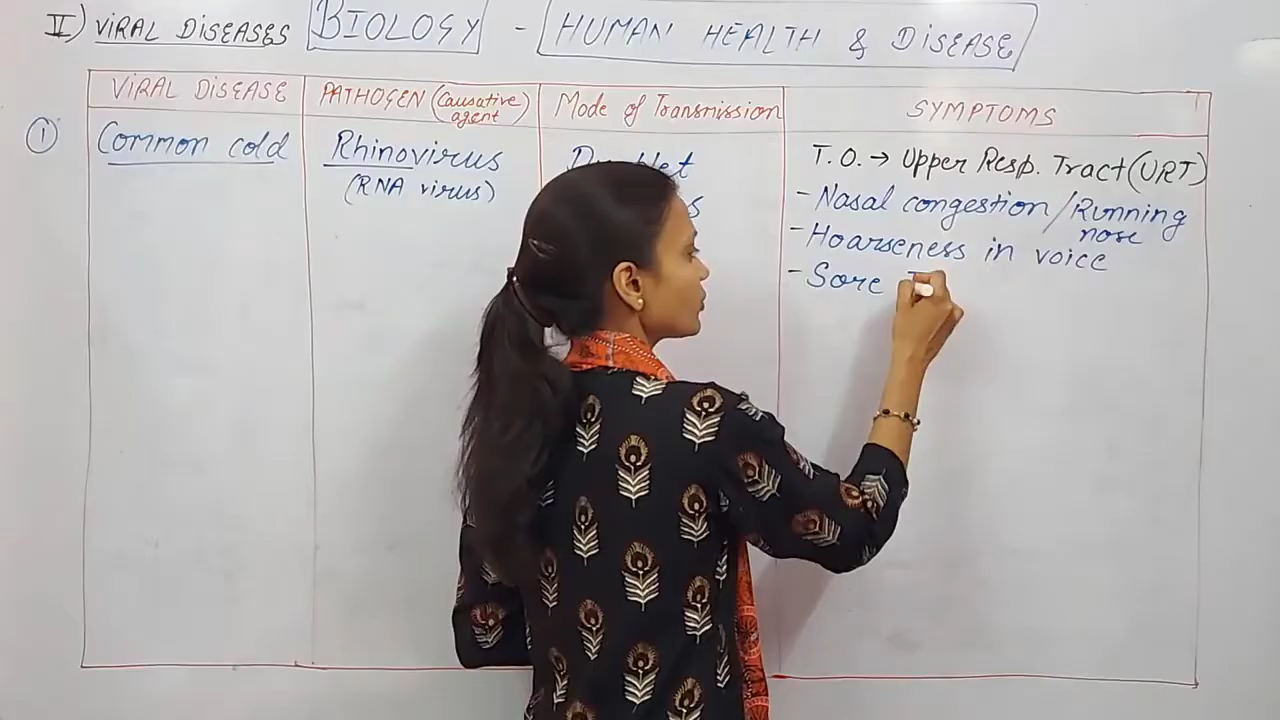 II) VIRAL DISEASES BIOLOGY - HUMAN HEALTH & DISEASE
VIRAL DISEASE PATHOGEN (Causative agent) Mode of Transmission SYMPTOMS
① Common cold
Rhinovirus
(RNA virus)
T.O. → Upper Resp. Tract (URT)
- Nasal congestion / Running nose
- Hoarseness in voice
- Sore